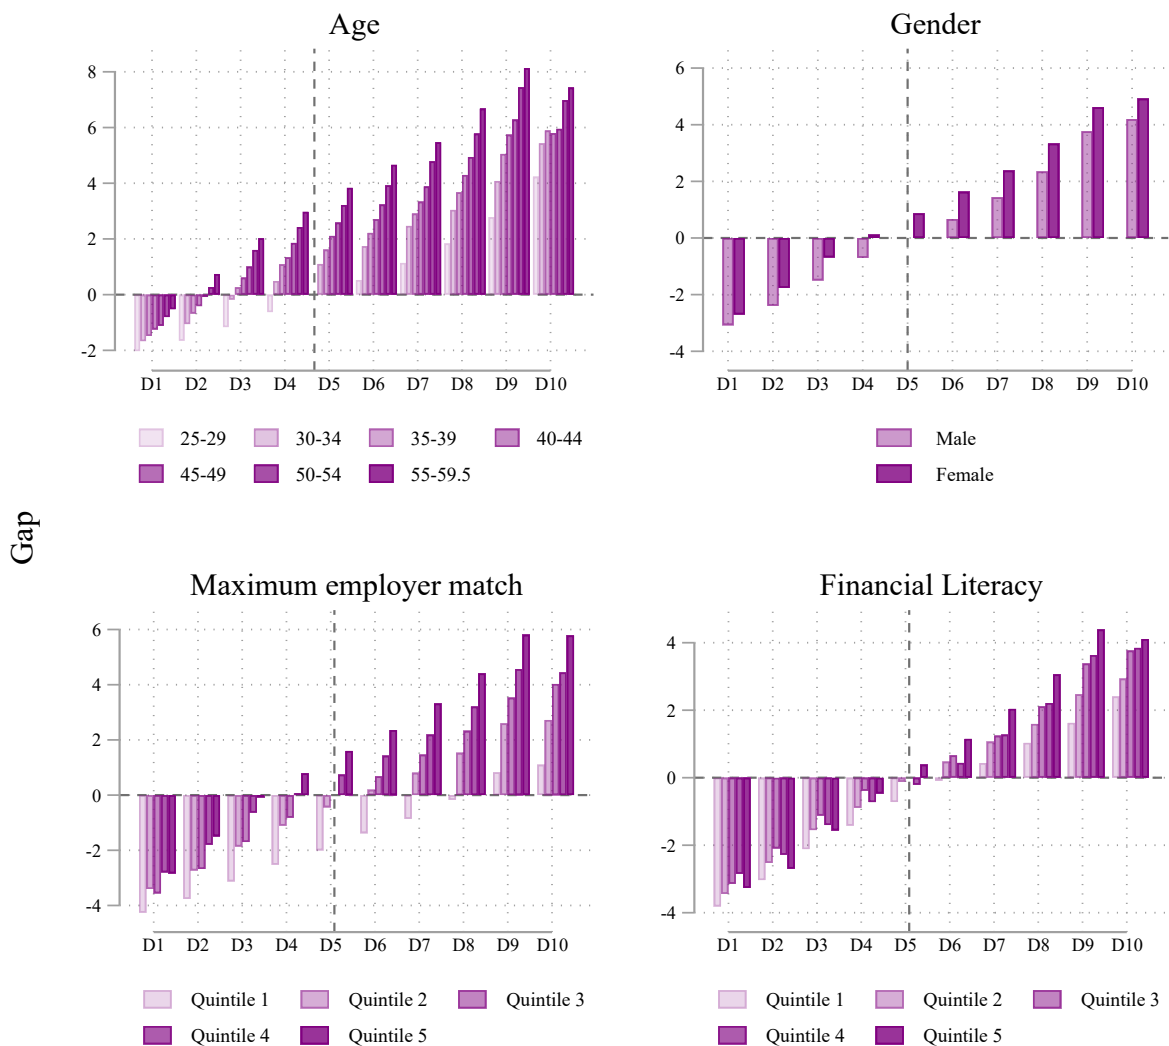 Age
Gender
8
6
4
2
0
-2
D1 D2 D3 D4 D5 D6 D7 D8 D9 D10
25-29 30-34 35-39 40-44
45-49 50-54 55-59.5
6
4
2
0
-2
-4
D1 D2 D3 D4 D5 D6 D7 D8 D9 D10
Male
Female
Gap
Maximum employer match
Financial Literacy
6
4
2
0
-2
-4
D1 D2 D3 D4 D5 D6 D7 D8 D9 D10
Quintile 1 Quintile 2 Quintile 3
Quintile 4 Quintile 5
4
2
0
-2
-4
D1 D2 D3 D4 D5 D6 D7 D8 D9 D10
Quintile 1 Quintile 2 Quintile 3
Quintile 4 Quintile 5